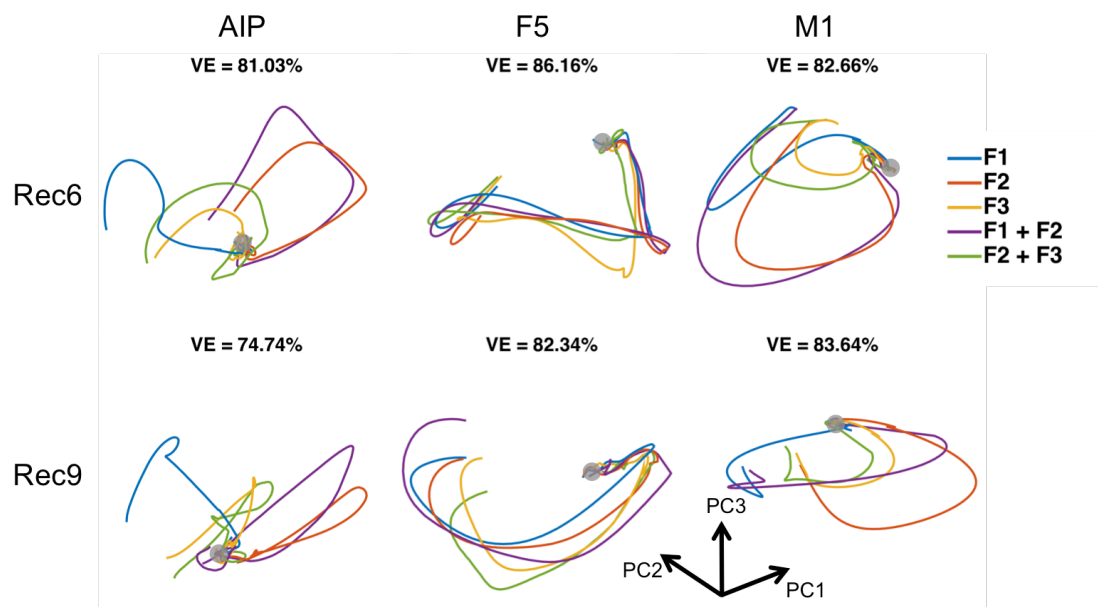 AIP F5 M1
VE = 81.03% VE = 86.16% VE = 82.66%
Rec6
F1
F2
F3
F1 + F2
F2 + F3
VE = 74.74% VE = 82.34% VE = 83.64%
Rec9
PC3
PC2
PC1